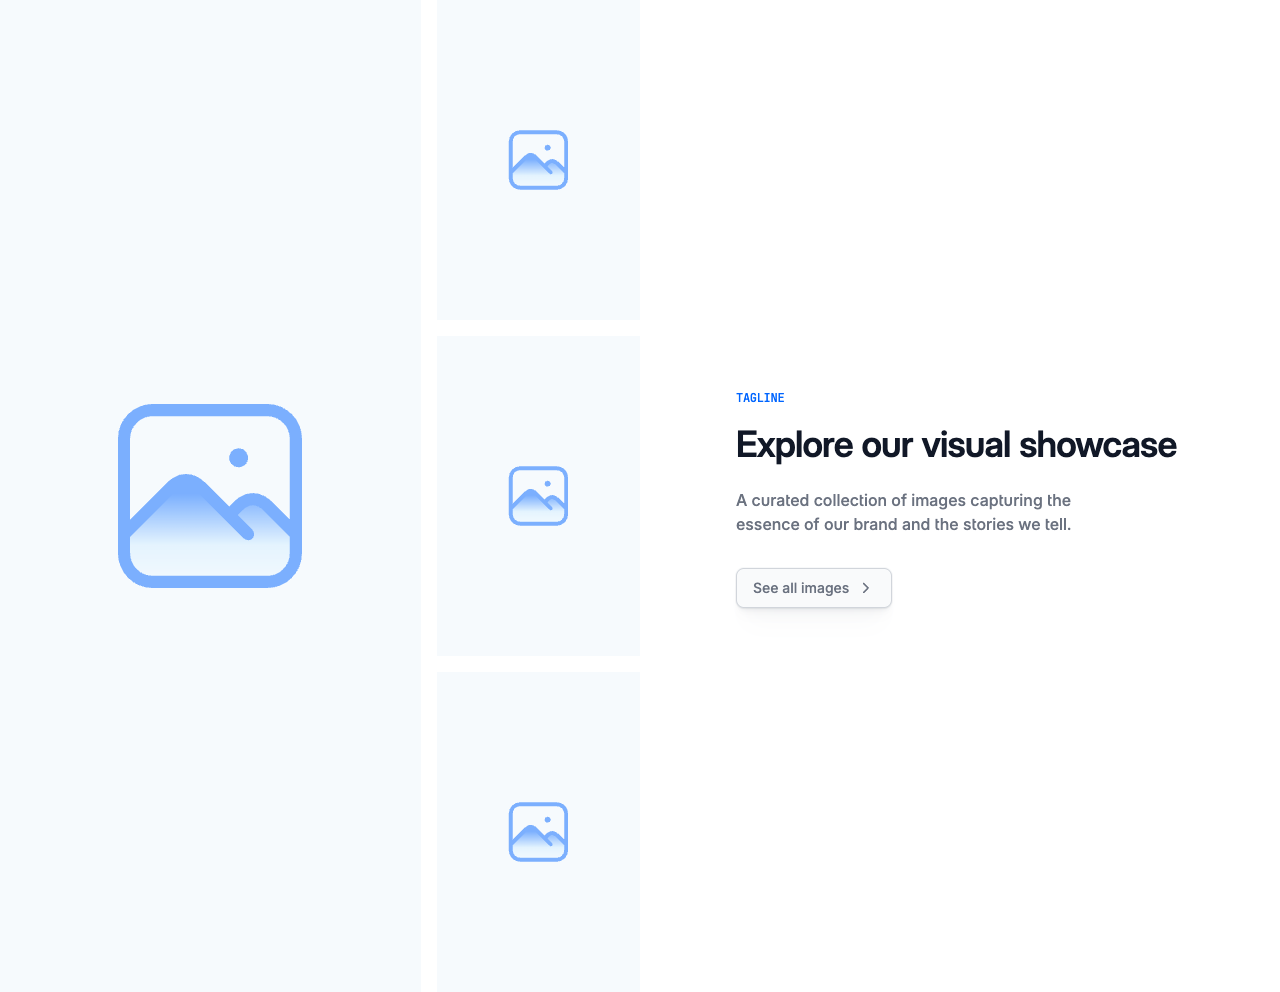 TAGLINE
Explore our visual showcase
A curated collection of images capturing the
essence of our brand and the stories we tell.
See all images